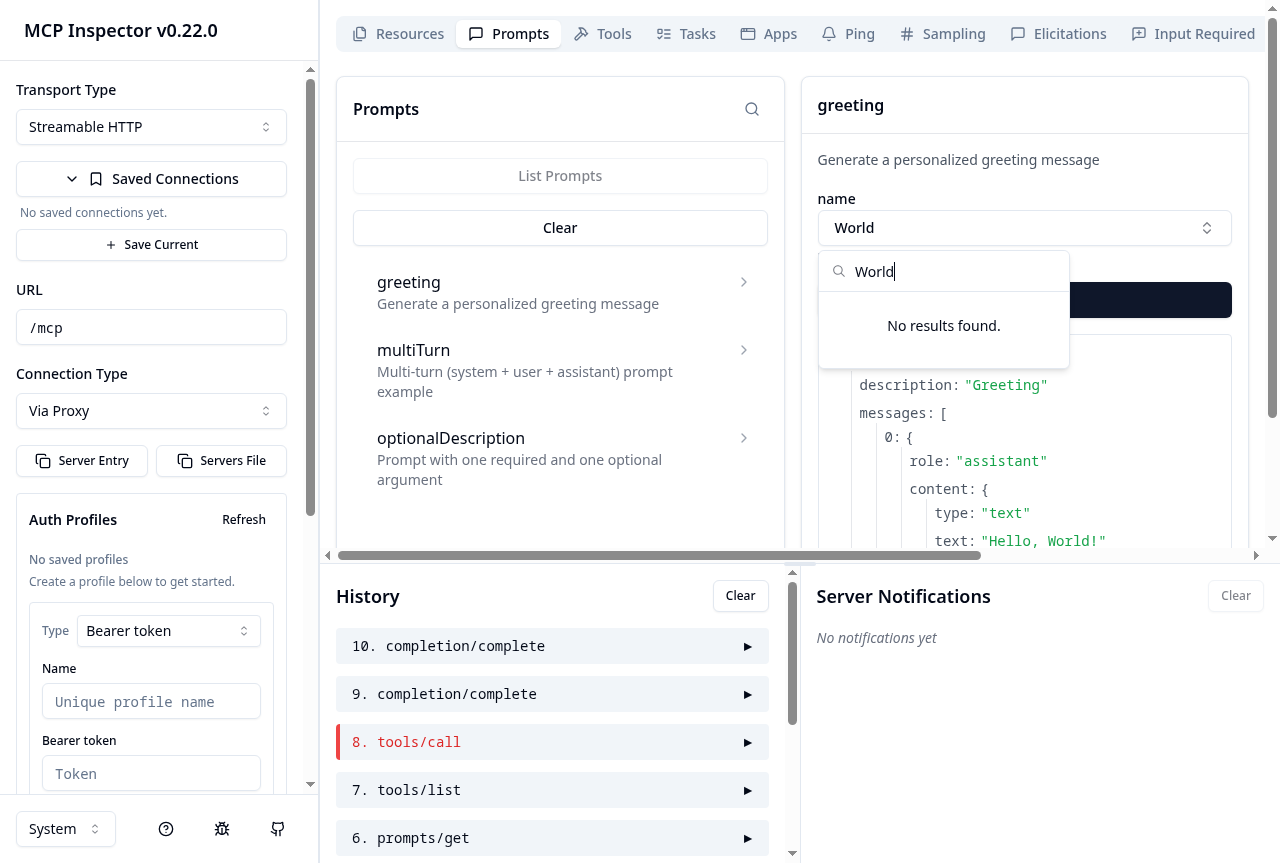 MCP Inspector v0.22.0
Transport Type
Streamable HTTP
Saved Connections
No saved connections yet.
+ Save Current
URL
/mcp
Connection Type
Via Proxy
Server Entry
Servers File
Auth Profiles
Refresh
No saved profiles
Create a profile below to get started.
Type
Bearer token
Name
Unique profile name
Bearer token
Token
System
Resources
Prompts
Tools
Tasks
Apps
Ping
Sampling
Elicitations
Input Required
Prompts
List Prompts
Clear
greeting
Generate a personalized greeting message
multiTurn
Multi-turn (system + user + assistant) prompt
example
optionalDescription
Prompt with one required and one optional
argument
greeting
Generate a personalized greeting message
name
World
World
No results found.
description: "Greeting"
messages: [
0: {
role: "assistant"
content: {
type: "text"
text: "Hello, World!"
History
Clear
10. completion/complete
9. completion/complete
8. tools/call
7. tools/list
6. prompts/get
Server Notifications
Clear
No notifications yet